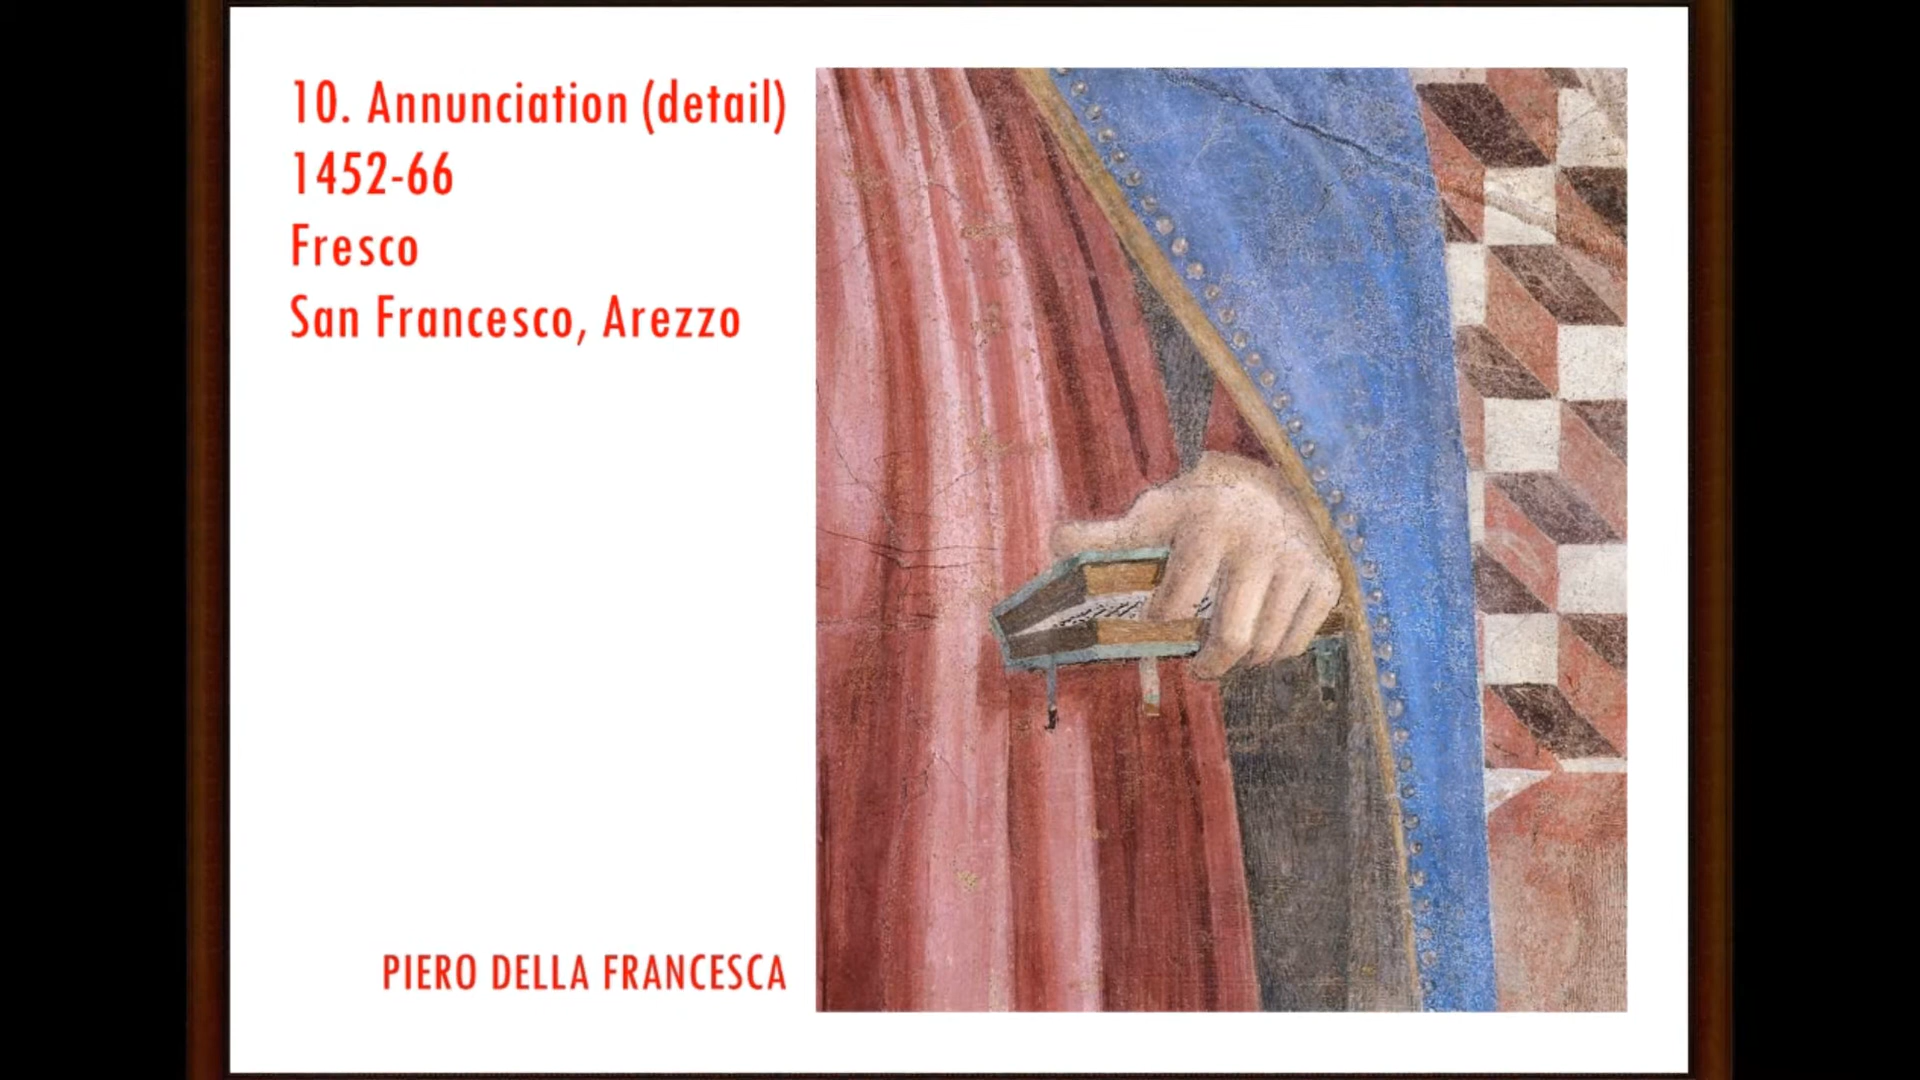 10. Annunciation (detail)
1452-66
Fresco
San Francesco, Arezzo
PIERO DELLA FRANCESCA